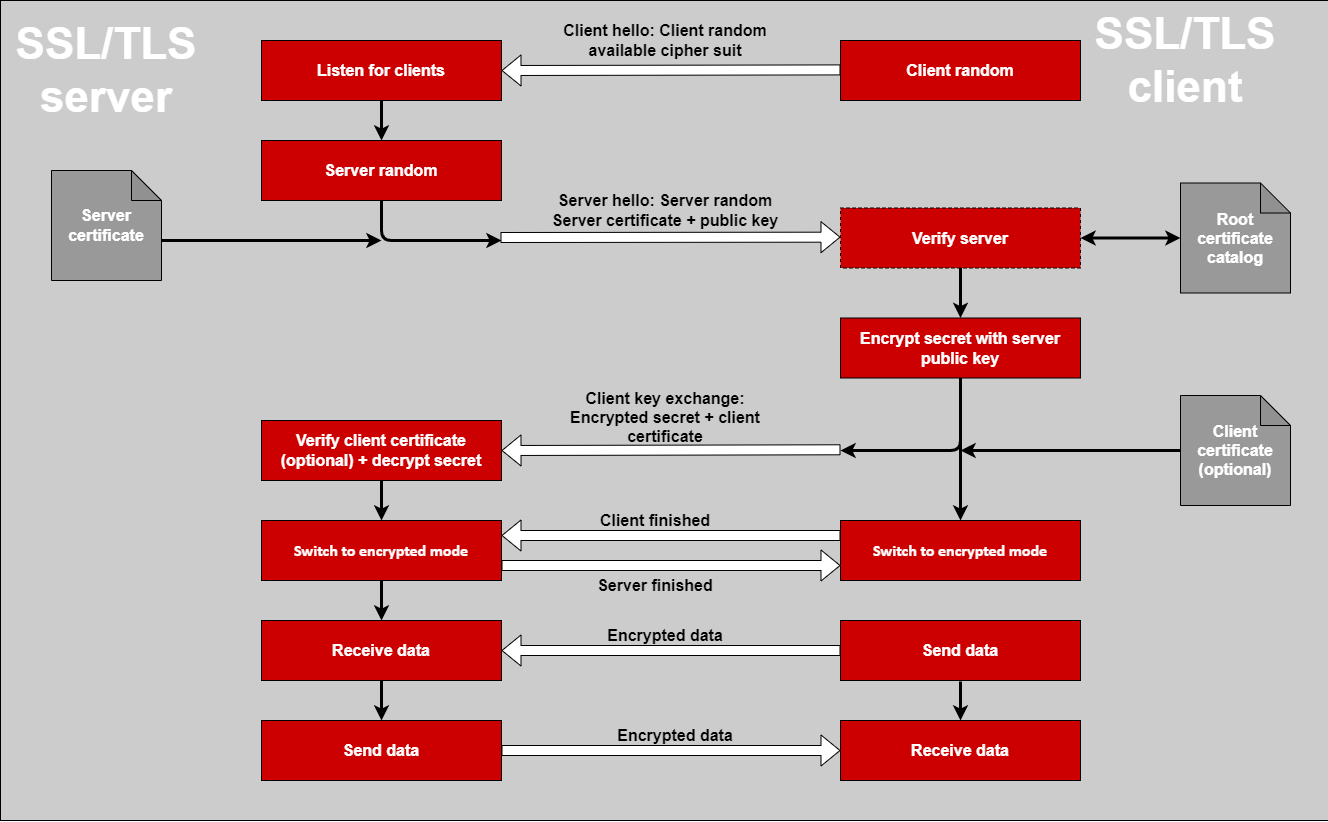 SSL/TLS
server
SSL/TLS
client
Client hello: Client random
available cipher suit
Listen for clients
Client random
Server random
Server
certificate
Server hello: Server random
Server certificate + public key
Verify server
Root
certificate
catalog
Encrypt secret with server
public key
Client key exchange:
Encrypted secret + client
certificate
Verify client certificate
(optional) + decrypt secret
Client
certificate
(optional)
Client finished
Switch to encrypted mode
Switch to encrypted mode
Server finished
Encrypted data
Receive data
Send data
Encrypted data
Send data
Receive data